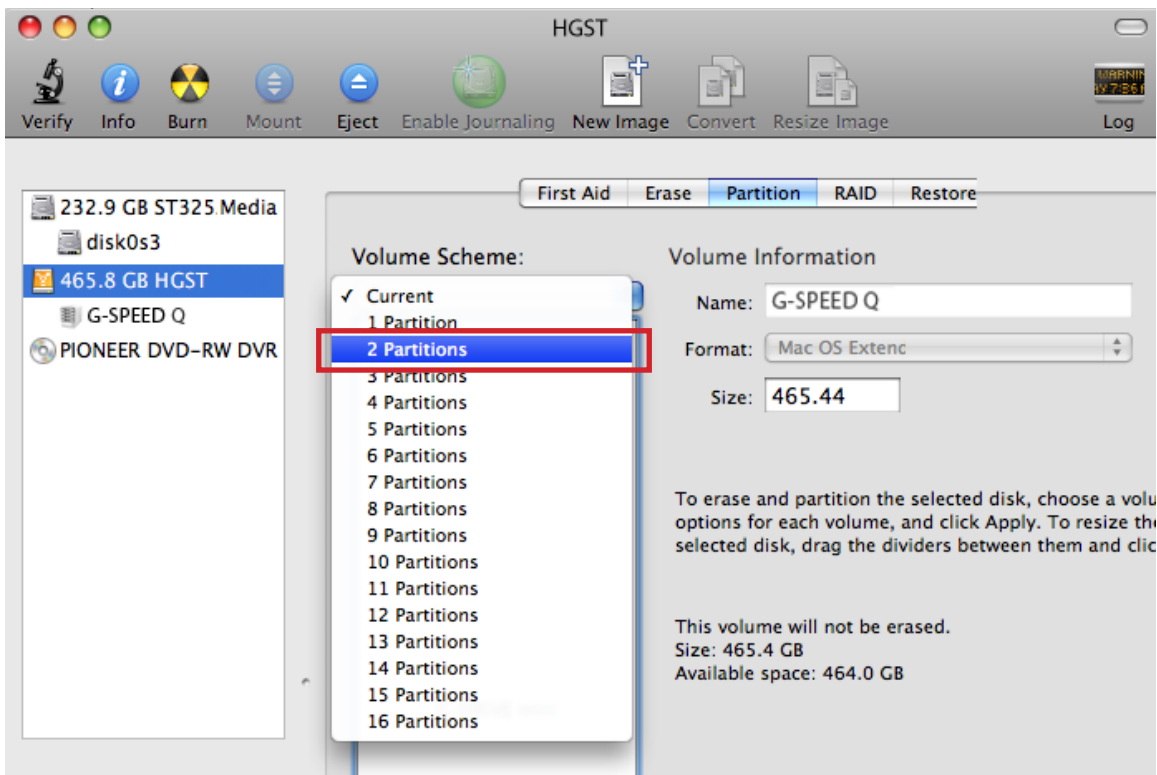 HGST
Verify Info Burn Mount Eject Enable Journaling New Image Convert Resize Image Log
232.9 GB ST325 Media
disk0s3
465.8 GB HGST
G-SPEED Q
PIONEER DVD-RW DVR
First Aid Erase Partition RAID Restore
Volume Scheme:
✓ Current
1 Partition
2 Partitions
3 Partitions
4 Partitions
5 Partitions
6 Partitions
7 Partitions
8 Partitions
9 Partitions
10 Partitions
11 Partitions
12 Partitions
13 Partitions
14 Partitions
15 Partitions
16 Partitions
Volume Information
Name: G-SPEED Q
Format: Mac OS Extend
Size: 465.44
To erase and partition the selected disk, choose a volu
options for each volume, and click Apply. To resize the
selected disk, drag the dividers between them and clic
This volume will not be erased.
Size: 465.4 GB
Available space: 464.0 GB